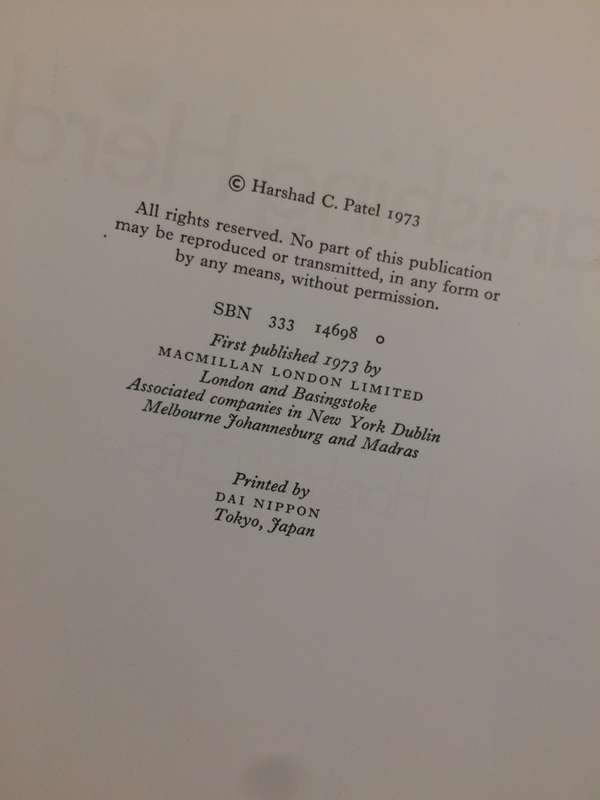 © Harshad C. Patel 1973
All rights reserved. No part of this publication
may be reproduced or transmitted, in any form or
by any means, without permission.
SBN 333 14698 0
First published 1973 by
MACMILLAN LONDON LIMITED
London and Basingstoke
Associated companies in New York Dublin
Melbourne Johannesburg and Madras
Printed by
DAI NIPPON
Tokyo, Japan